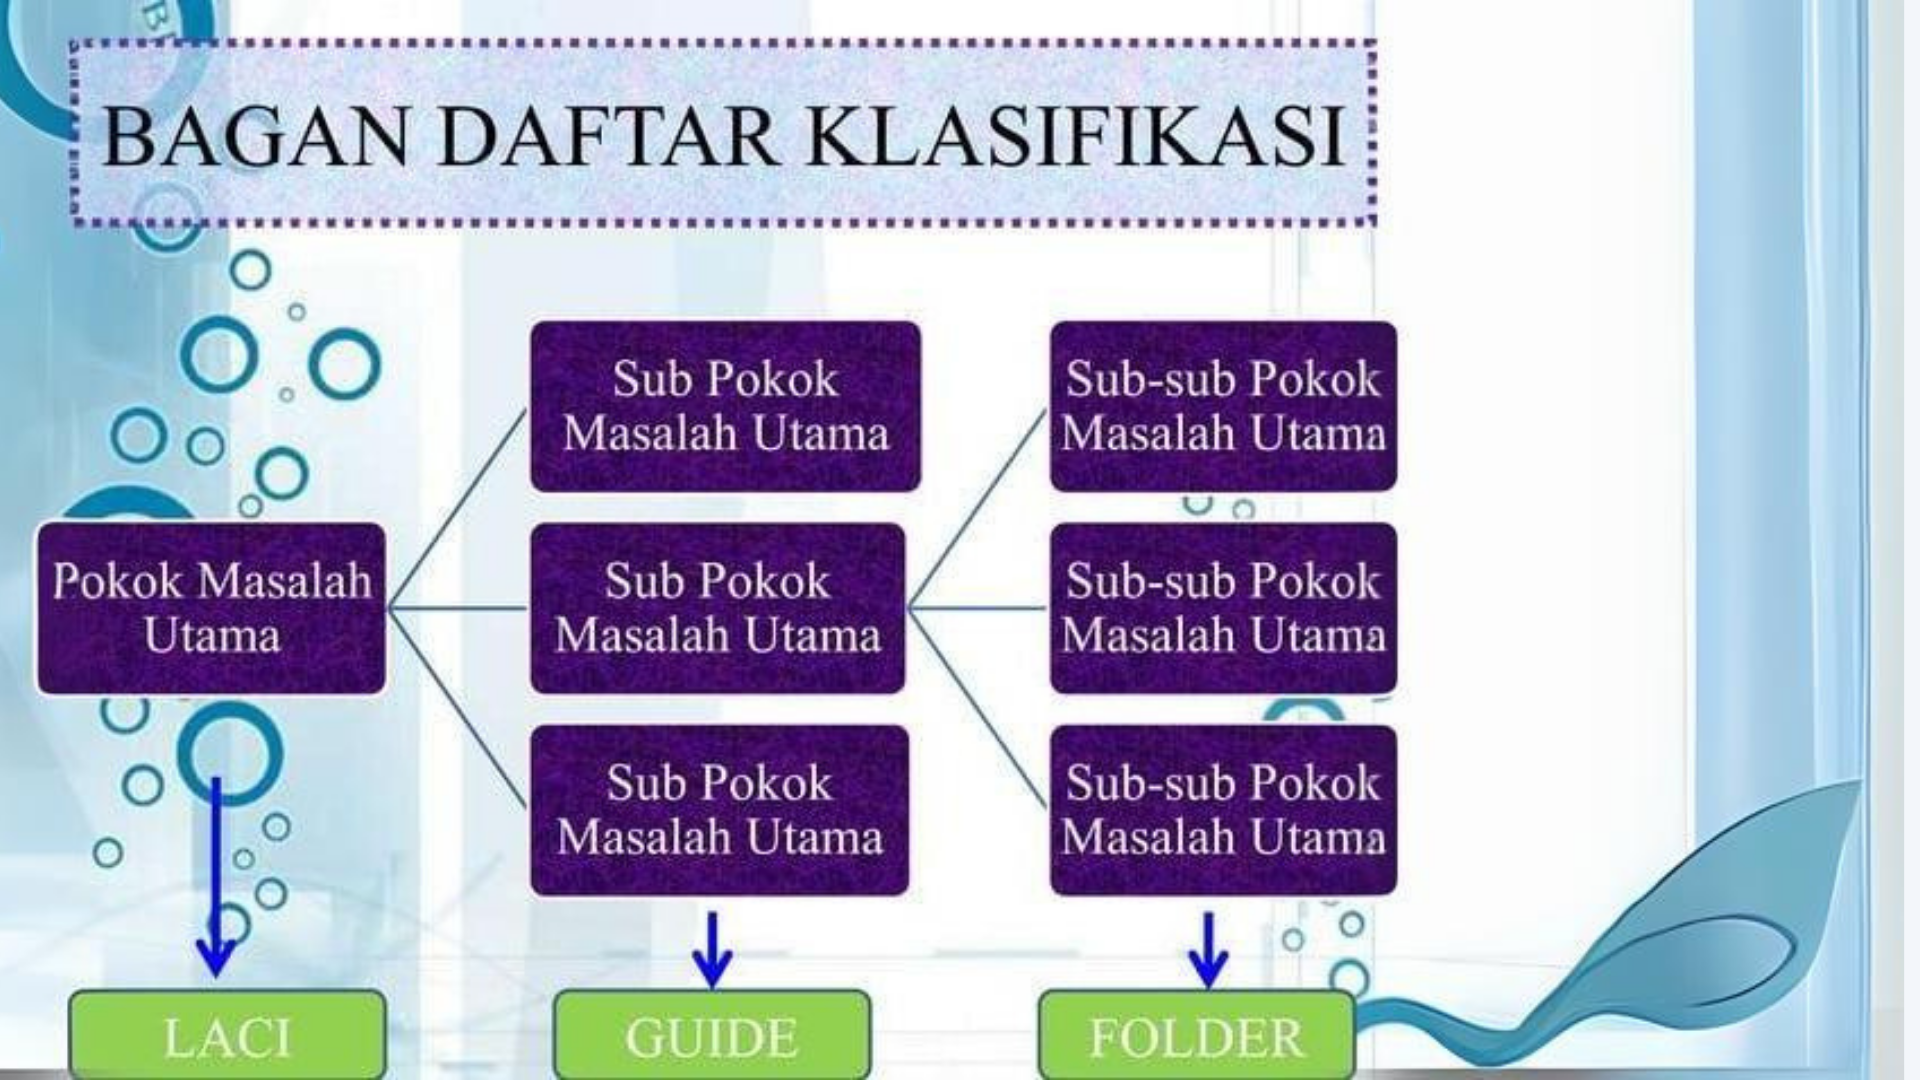 BAGAN DAFTAR KLASIFIKASI
Sub Pokok
Masalah Utama
Sub-sub Pokok
Masalah Utama
Pokok Masalah
Utama
Sub Pokok
Masalah Utama
Sub-sub Pokok
Masalah Utama
Sub Pokok
Masalah Utama
Sub-sub Pokok
Masalah Utama
LACI
GUIDE
FOLDER